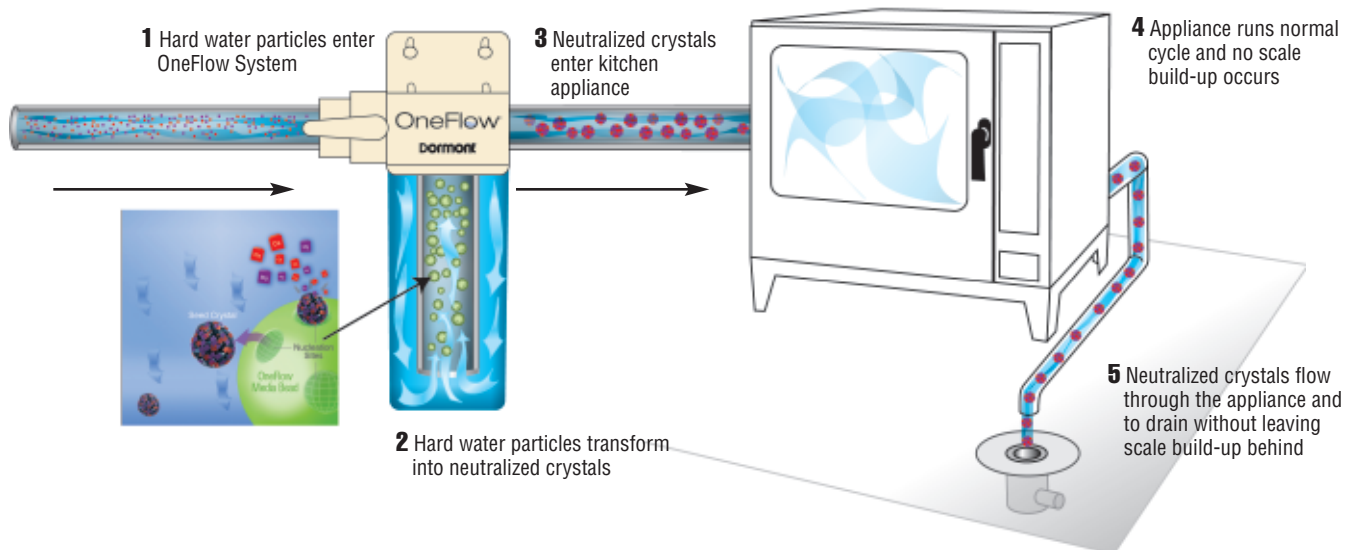 1 Hard water particles enter
OneFlow System
3 Neutralized crystals
enter kitchen
appliance
4 Appliance runs normal
cycle and no scale
build-up occurs
OneFlow
Dormont
Seed Crystal
Nucleation
Sites
OneFlow
Media Bead
2 Hard water particles transform
into neutralized crystals
5 Neutralized crystals flow
through the appliance and
to drain without leaving
scale build-up behind